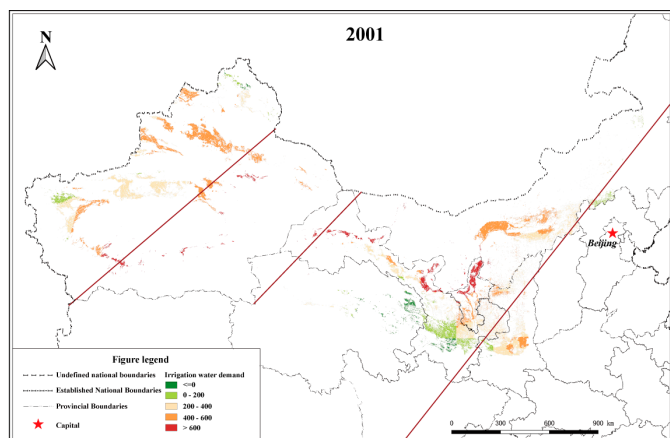 2001
N
Beijing
Figure legend
Undefined national boundaries
Established National Boundaries
Provincial Boundaries
Capital
Irrigation water demand
<=0
0 - 200
200 - 400
400 - 600
> 600
0 300 600 900 km